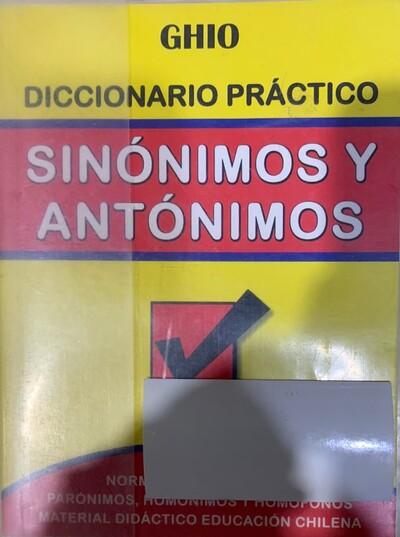 GHIO
DICCIONARIO PRÁCTICO
SINÓNIMOS Y
ANTÓNIMOS
PARÓNIMOS, HOMÓNIMOS Y HOMÓFONOS
MATERIAL DIDÁCTICO EDUCACIÓN CHILENA